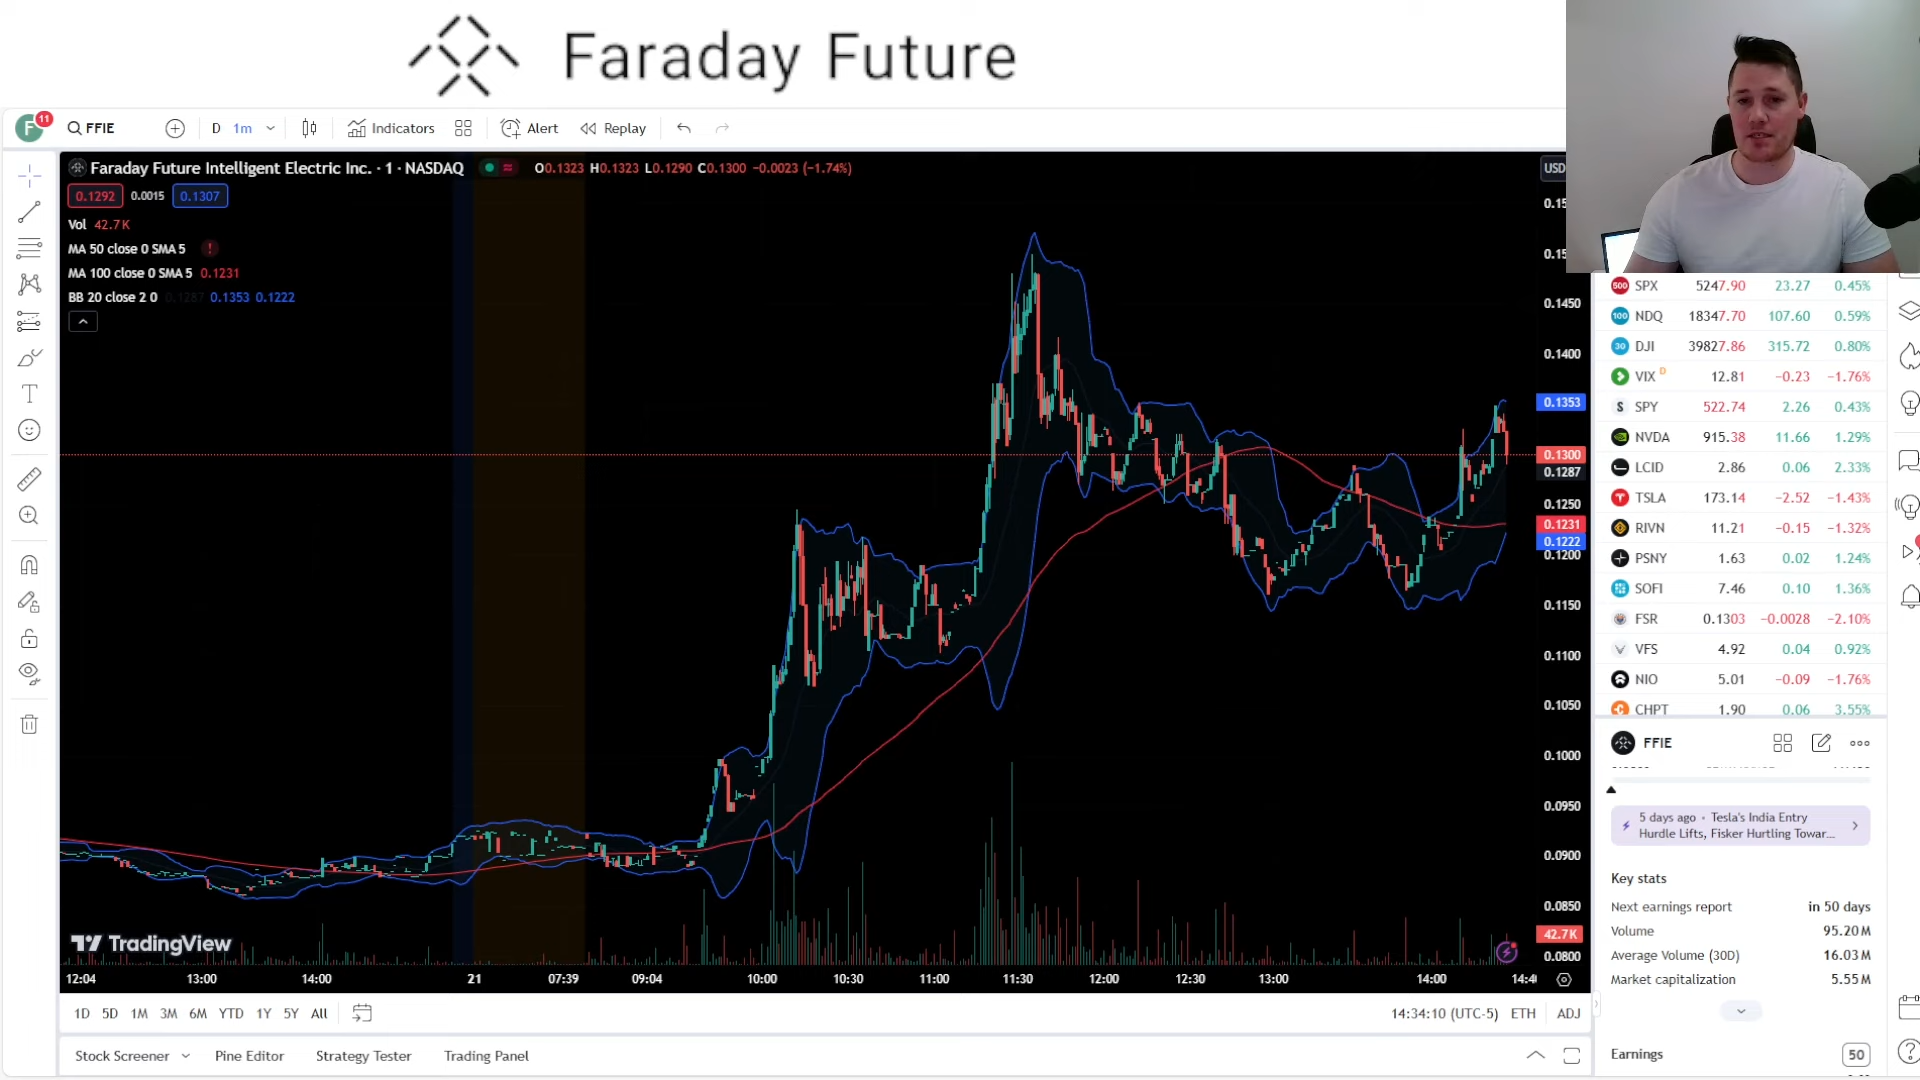 Faraday Future
F 11 FFIE D 1m Indicators Alert Replay
Faraday Future Intelligent Electric Inc. · 1 · NASDAQ O0.1323 H0.1323 L0.1290 C0.1300 −0.0023 (−1.74%)
USD
0.1292 0.0015 0.1307
Vol 42.7K
MA 50 close 0 SMA 5 !
MA 100 close 0 SMA 5 0.1231
BB 20 close 2 0 0.1287 0.1353 0.1222
0.1450
0.1400
0.1353
0.1300
0.1287
0.1250
0.1231
0.1222
0.1200
0.1150
0.1100
0.1050
0.1000
0.0950
0.0900
0.0850
42.7K
0.0800
TradingView
12:04 13:00 14:00 21 07:39 09:04 10:00 10:30 11:00 11:30 12:00 12:30 13:00 14:00
1D 5D 1M 3M 6M YTD 1Y 5Y All 14:34:10 (UTC-5) ETH ADJ
Stock Screener Pine Editor Strategy Tester Trading Panel
500 SPX 5247.90 23.27 0.45%
100 NDQ 18347.70 107.60 0.59%
30 DJI 39827.86 315.72 0.80%
VIX D 12.81 −0.23 −1.76%
S SPY 522.74 2.26 0.43%
NVDA 915.38 11.66 1.29%
LCID 2.86 0.06 2.33%
TSLA 173.14 −2.52 −1.43%
RIVN 11.21 −0.15 −1.32%
PSNY 1.63 0.02 1.24%
SOFI 7.46 0.10 1.36%
FSR 0.1303 −0.0028 −2.10%
VFS 4.92 0.04 0.92%
NIO 5.01 −0.09 −1.76%
CHPT 1.90 0.06 3.55%
FFIE
5 days ago · Tesla's India Entry
Hurdle Lifts, Fisker Hurtling Towar...
Key stats
Next earnings report in 50 days
Volume 95.20M
Average Volume (30D) 16.03M
Market capitalization 5.55M
Earnings 50